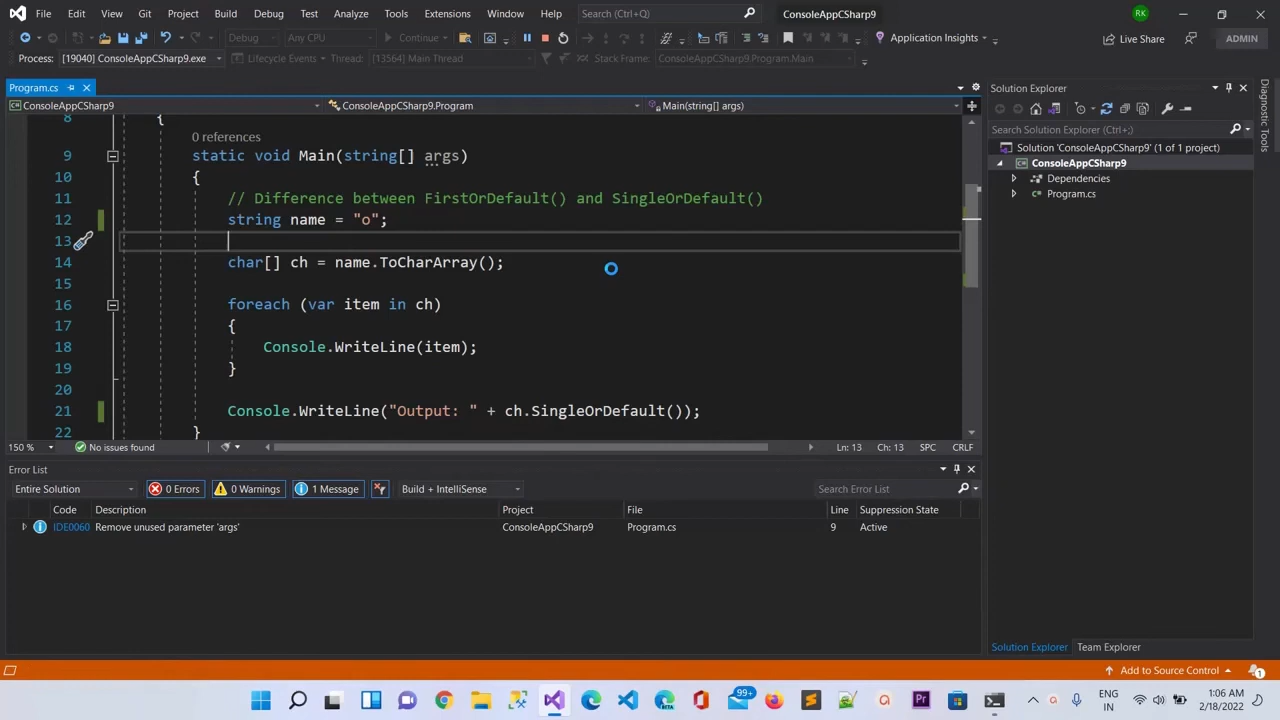 File Edit View Git Project Build Debug Test Analyze Tools Extensions Window Help Search (Ctrl+Q) ConsoleAppCSharp9 RK
Debug Any CPU Continue Application Insights Live Share ADMIN
Process: [19040] ConsoleAppCSharp9.exe Lifecycle Events Thread: [13564] Main Thread Stack Frame: ConsoleAppCSharp9.Program.Main
Program.cs
ConsoleAppCSharp9 ConsoleAppCSharp9.Program Main(string[] args)
8 {
0 references
9 static void Main(string[] args)
10 {
11 // Difference between FirstOrDefault() and SingleOrDefault()
12 string name = "o";
13
14 char[] ch = name.ToCharArray();
15
16 foreach (var item in ch)
17 {
18 Console.WriteLine(item);
19 }
20
21 Console.WriteLine("Output: " + ch.SingleOrDefault());
22 }
150 % No issues found Ln: 13 Ch: 13 SPC CRLF
Error List
Entire Solution 0 Errors 0 Warnings 1 Message Build + IntelliSense Search Error List
Code Description Project File Line Suppression State
IDE0060 Remove unused parameter 'args' ConsoleAppCSharp9 Program.cs 9 Active
Solution Explorer
Search Solution Explorer (Ctrl+;)
Solution 'ConsoleAppCSharp9' (1 of 1 project)
ConsoleAppCSharp9
Dependencies
Program.cs
Solution Explorer Team Explorer
Diagnostic Tools
Add to Source Control 1
99+ BETA Pr ENG IN 1:06 AM 2/18/2022